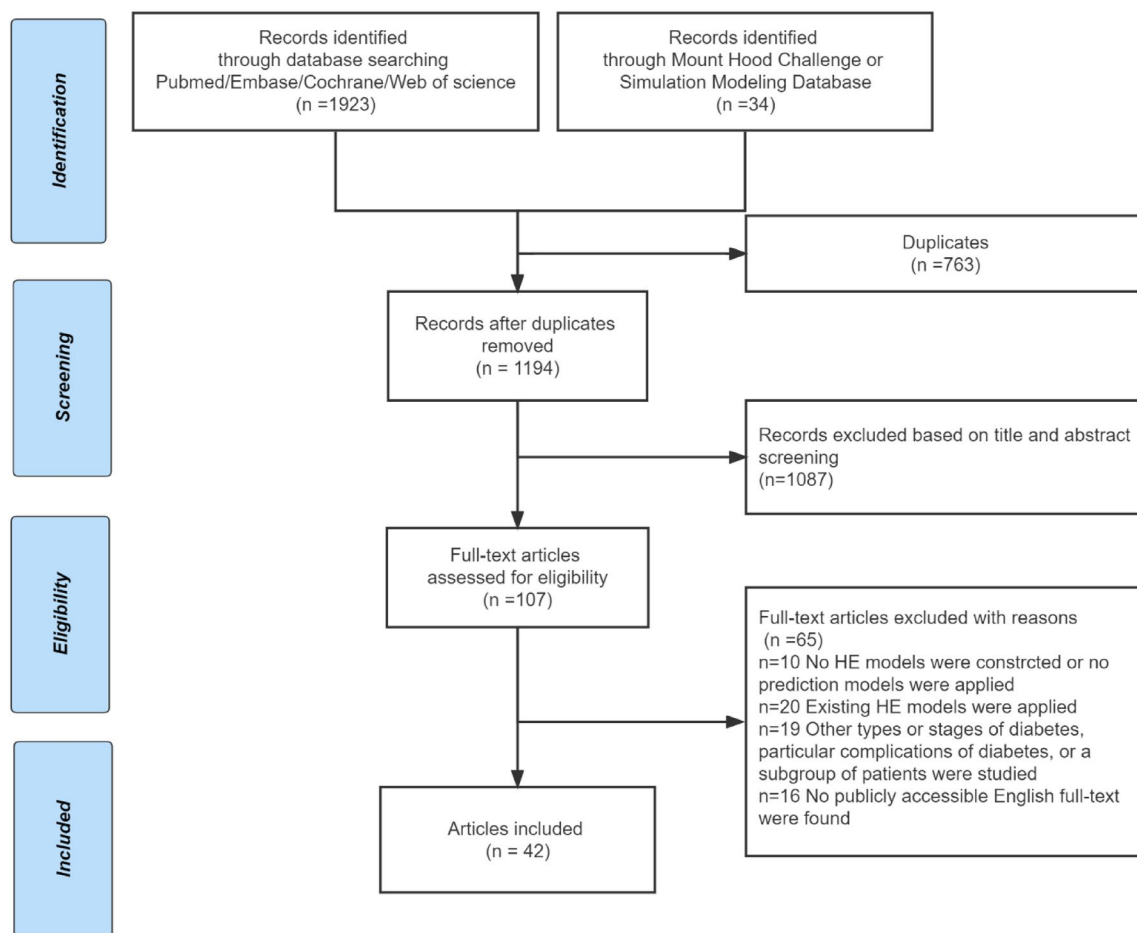 Identification
Records identified
through database searching
Pubmed/Embase/Cochrane/Web of science
(n =1923)
Records identified
through Mount Hood Challenge or
Simulation Modeling Database
(n =34)
Duplicates
(n =763)
Screening
Records after duplicates
removed
(n = 1194)
Records excluded based on title and abstract
screening
(n=1087)
Eligibility
Full-text articles
assessed for eligibility
(n =107)
Full-text articles excluded with reasons
(n =65)
n=10 No HE models were constrcted or no
prediction models were applied
n=20 Existing HE models were applied
n=19 Other types or stages of diabetes,
particular complications of diabetes, or a
subgroup of patients were studied
n=16 No publicly accessible English full-text
were found
Included
Articles included
(n = 42)